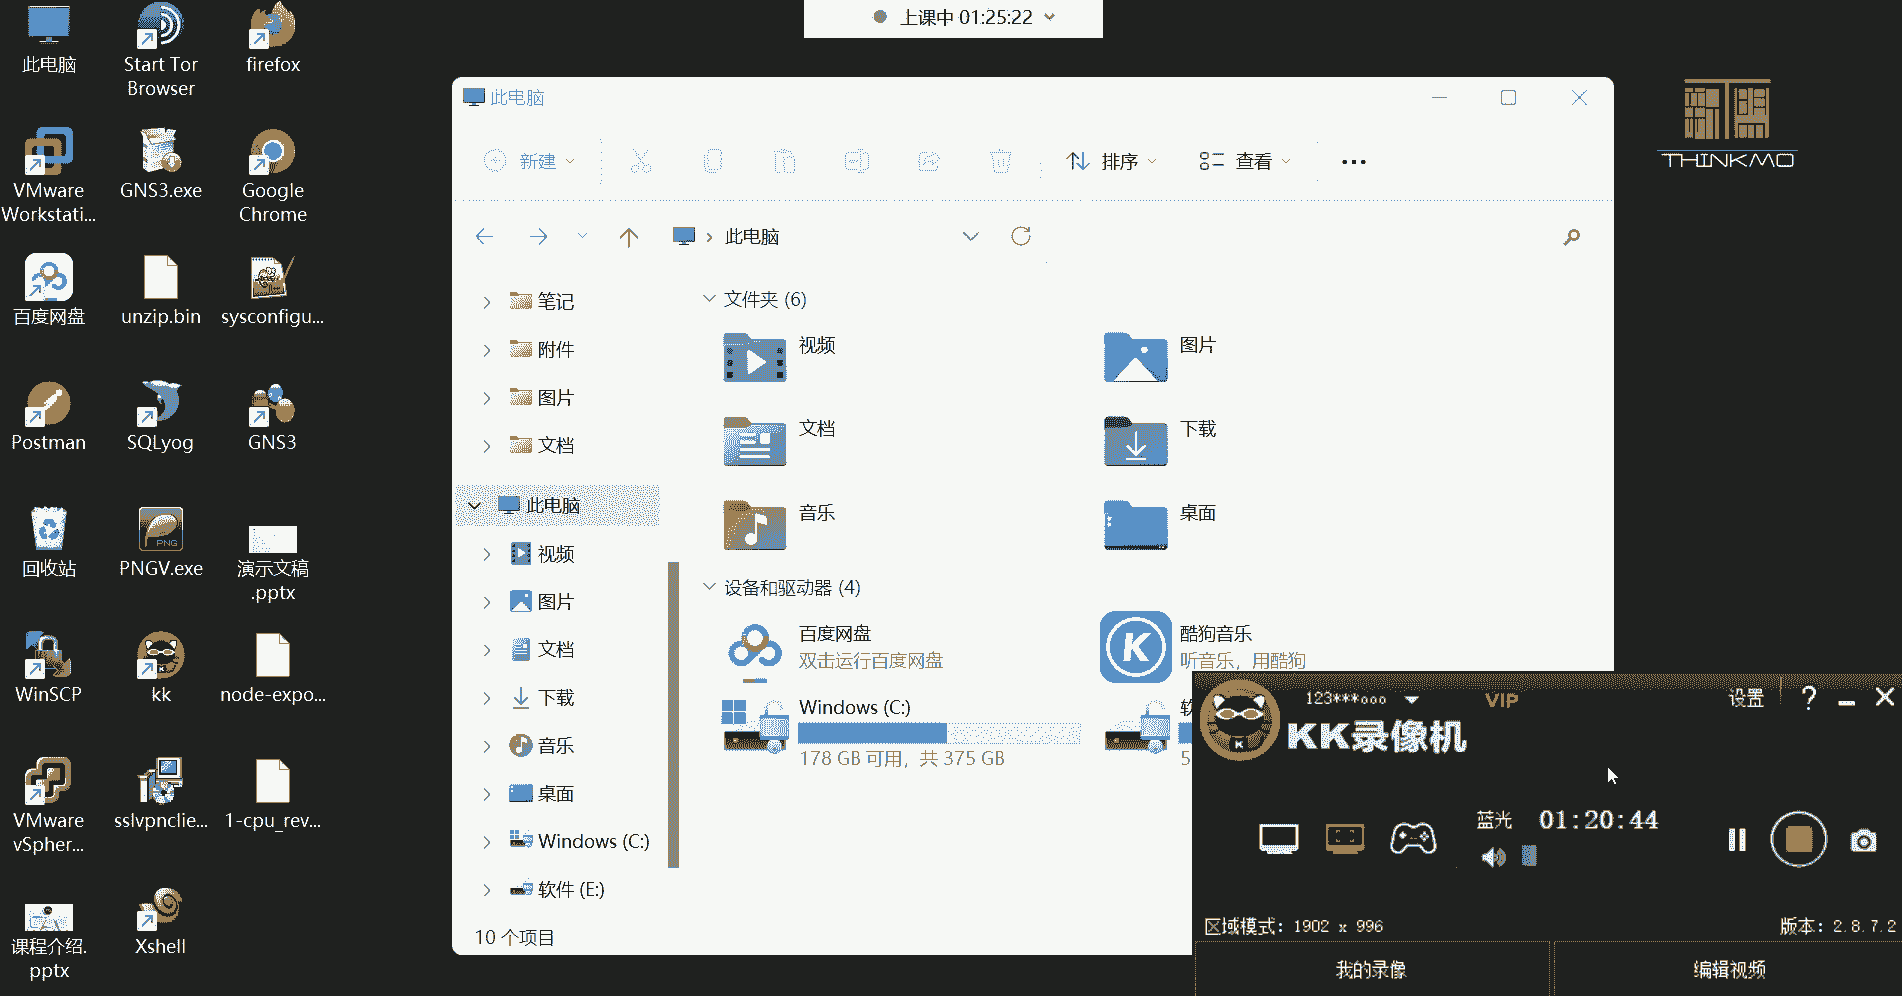 上课中 01:25:22
此电脑
Start Tor
Browser
firefox
VMware
Workstati...
GNS3.exe
Google
Chrome
百度网盘
unzip.bin
sysconfigu...
Postman
SQLyog
GNS3
回收站
PNGV.exe
PNG
演示文稿
.pptx
WinSCP
kk
node-expo...
VMware
vSpher...
sslvpnclie...
1-cpu_rev...
课程介绍.
pptx
Xshell
THINKMO
此电脑
新建
排序
查看
此电脑
笔记
附件
图片
文档
此电脑
视频
图片
文档
下载
音乐
桌面
Windows (C:)
软件 (E:)
10 个项目
文件夹 (6)
视频
图片
文档
下载
音乐
桌面
设备和驱动器 (4)
百度网盘
双击运行百度网盘
K
酷狗音乐
听音乐，用酷狗
Windows (C:)
178 GB 可用，共 375 GB
软
5
123***ooo
VIP
设置
KK录像机
蓝光
01:20:44
区域模式：1902 x 996
版本：2.8.7.2
我的录像
编辑视频